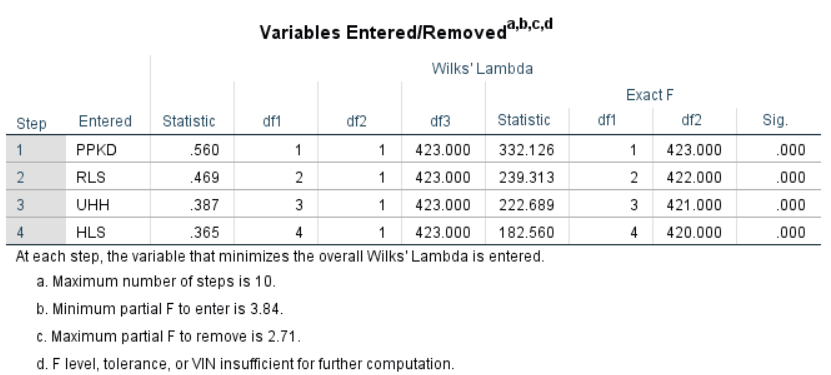 Variables Entered/Removeda,b,c,d
Wilks' Lambda
Exact F
Step Entered Statistic df1 df2 df3 Statistic df1 df2 Sig.
1 PPKD .560 1 1 423.000 332.126 1 423.000 .000
2 RLS .469 2 1 423.000 239.313 2 422.000 .000
3 UHH .387 3 1 423.000 222.689 3 421.000 .000
4 HLS .365 4 1 423.000 182.560 4 420.000 .000
At each step, the variable that minimizes the overall Wilks' Lambda is entered.
a. Maximum number of steps is 10.
b. Minimum partial F to enter is 3.84.
c. Maximum partial F to remove is 2.71.
d. F level, tolerance, or VIN insufficient for further computation.